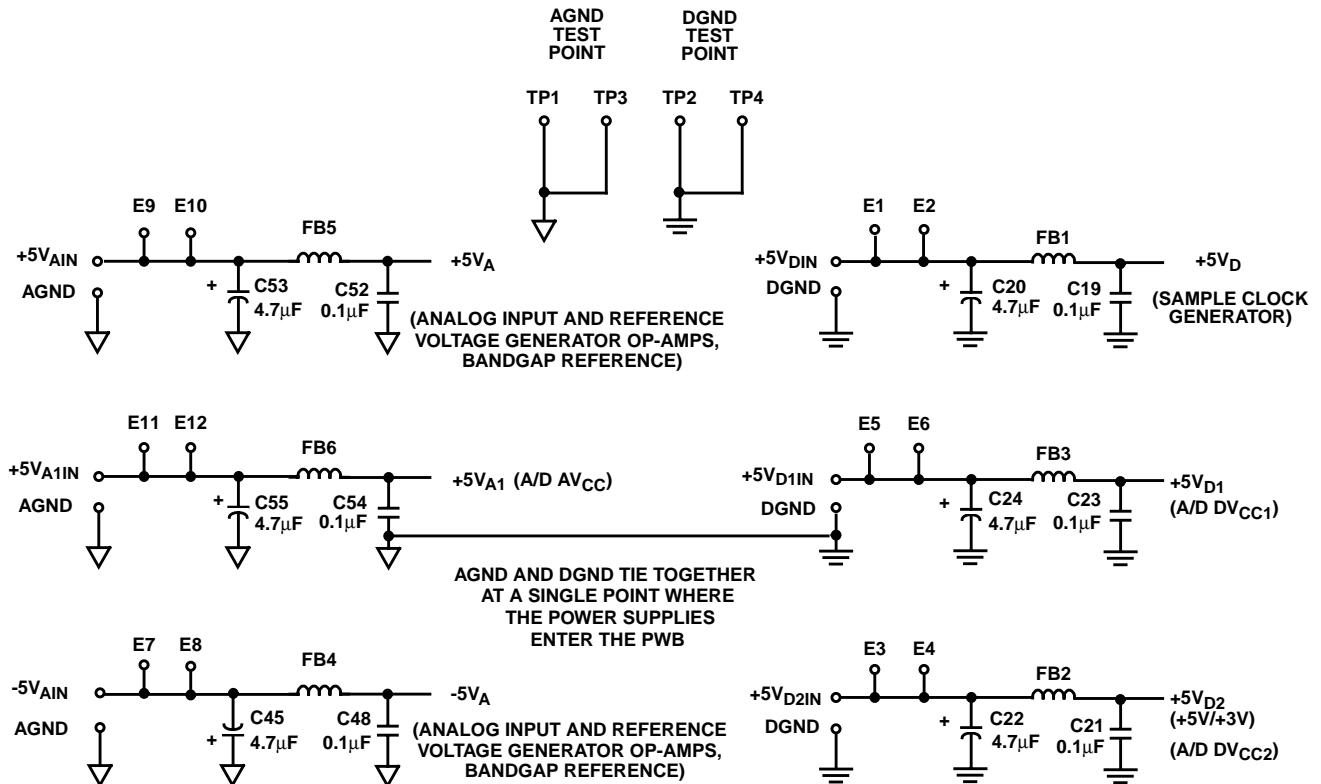 AGND
TEST
POINT
DGND
TEST
POINT
TP1
TP3
TP2
TP4
E9
E10
FB5
+5VAIN
AGND
+
C53
4.7µF
C52
0.1µF
+5VA
(ANALOG INPUT AND REFERENCE
VOLTAGE GENERATOR OP-AMPS,
BANDGAP REFERENCE)
E1
E2
FB1
+5VDIN
DGND
+
C20
4.7µF
C19
0.1µF
+5VD
(SAMPLE CLOCK
GENERATOR)
E11
E12
FB6
+5VA1IN
AGND
+
C55
4.7µF
C54
0.1µF
+5VA1 (A/D AVCC)
E5
E6
FB3
+5VD1IN
DGND
+
C24
4.7µF
C23
0.1µF
+5VD1
(A/D DVCC1)
AGND AND DGND TIE TOGETHER
AT A SINGLE POINT WHERE
THE POWER SUPPLIES
ENTER THE PWB
E7
E8
FB4
-5VAIN
AGND
+
C45
4.7µF
C48
0.1µF
-5VA
(ANALOG INPUT AND REFERENCE
VOLTAGE GENERATOR OP-AMPS,
BANDGAP REFERENCE)
E3
E4
FB2
+5VD2IN
DGND
+
C22
4.7µF
C21
0.1µF
+5VD2
(+5V/+3V)
(A/D DVCC2)